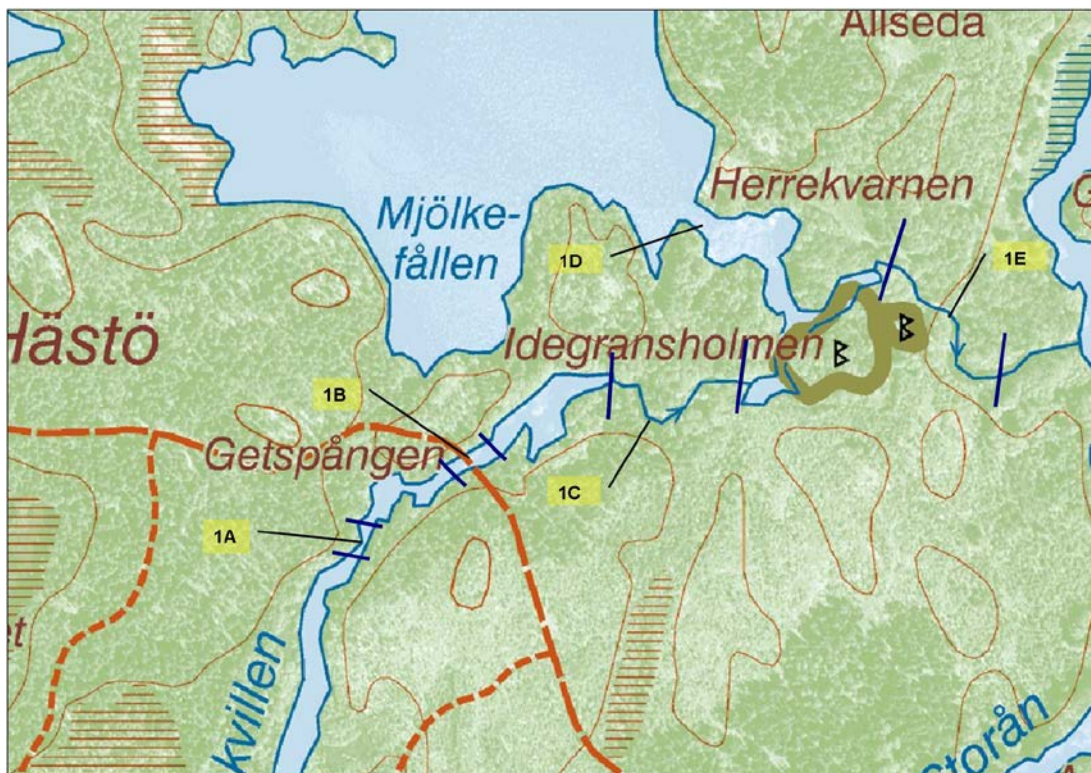 Allseda
Herrekvarnen
Mjölke-
fållen
1D
1E
Hästö
Idegransholmen
B
B
1B
Getspången
1C
1A
kvillen
storån